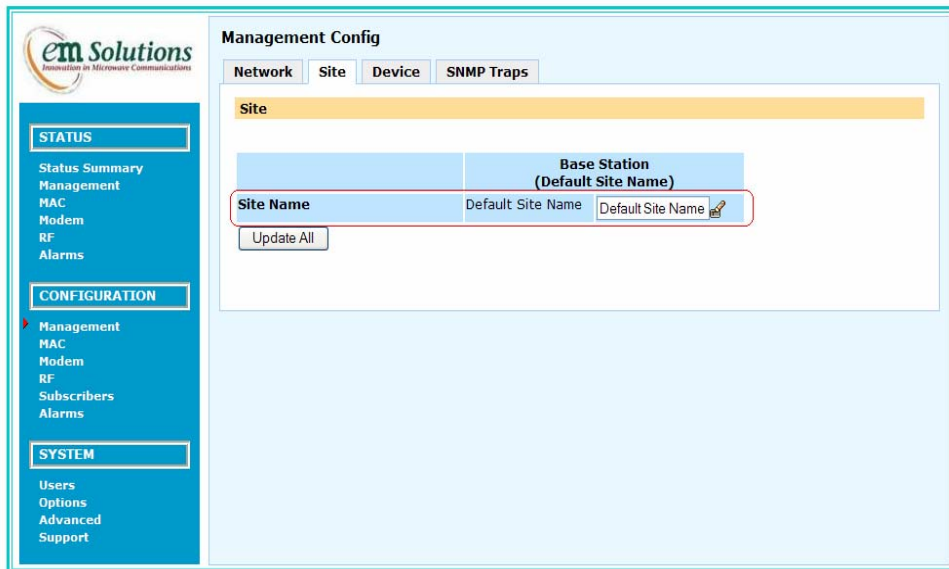 em Solutions
Innovation in Microwave Communications
STATUS
Status Summary
Management
MAC
Modem
RF
Alarms
CONFIGURATION
Management
MAC
Modem
RF
Subscribers
Alarms
SYSTEM
Users
Options
Advanced
Support
Management Config
Network Site Device SNMP Traps
Site
Base Station
(Default Site Name)
Site Name Default Site Name Default Site Name
Update All